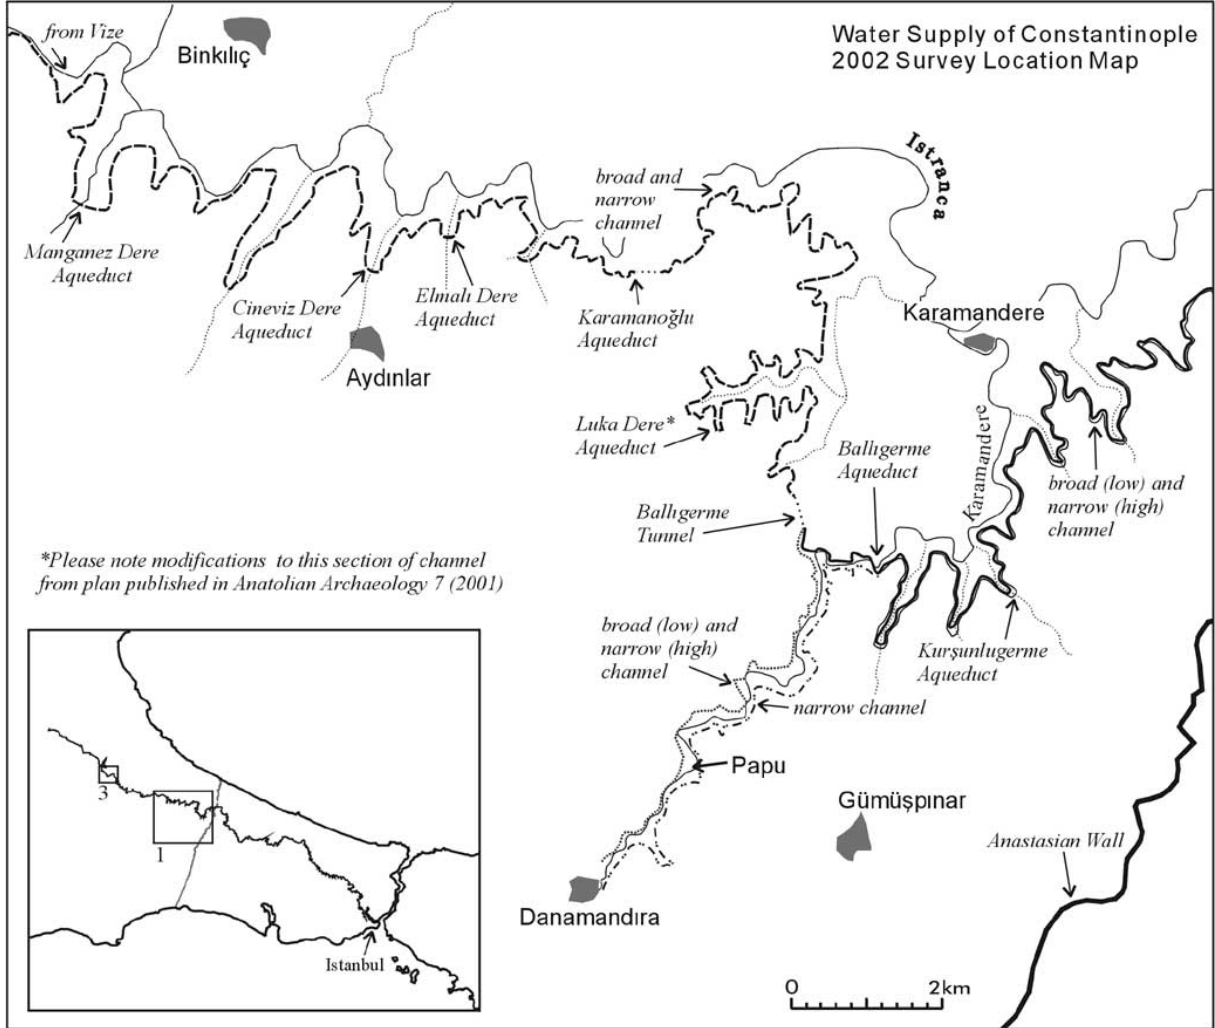 Water Supply of Constantinople
2002 Survey Location Map
from Vize
Binkılıç
Istranca
broad and
narrow
channel
Manganez Dere
Aqueduct
Cineviz Dere
Aqueduct
Elmalı Dere
Aqueduct
Karamanoğlu
Aqueduct
Karamandere
Aydınlar
Luka Dere*
Aqueduct
Ballıgerme
Aqueduct
Karamandere
broad (low) and
narrow (high)
channel
Ballıgerme
Tunnel
*Please note modifications to this section of channel
from plan published in Anatolian Archaeology 7 (2001)
broad (low) and
narrow (high)
channel
Kurşunlugerme
Aqueduct
narrow channel
Papu
Gümüşpınar
Anastasian Wall
Danamandıra
3
1
Istanbul
0 2km